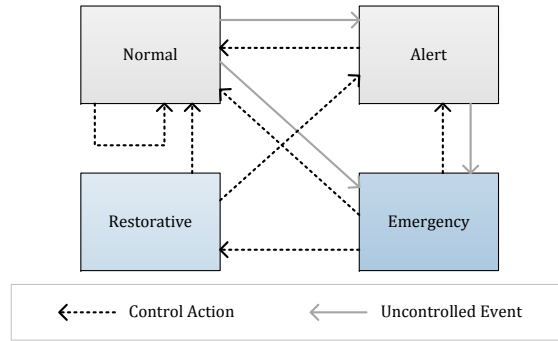 Normal
Alert
Restorative
Emergency
Control Action
Uncontrolled Event